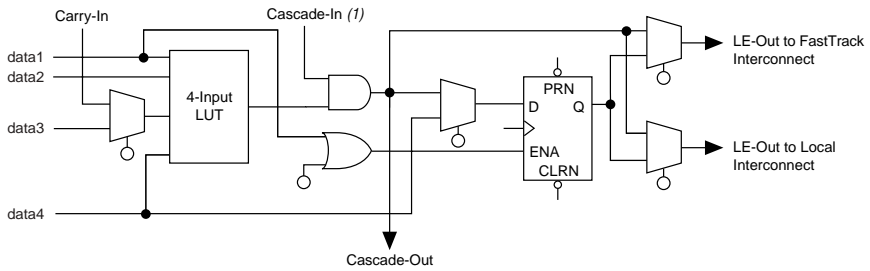 Carry-In
Cascade-In (1)
data1
data2
data3
data4
4-Input
LUT
PRN
D
Q
ENA
CLRN
LE-Out to FastTrack
Interconnect
LE-Out to Local
Interconnect
Cascade-Out